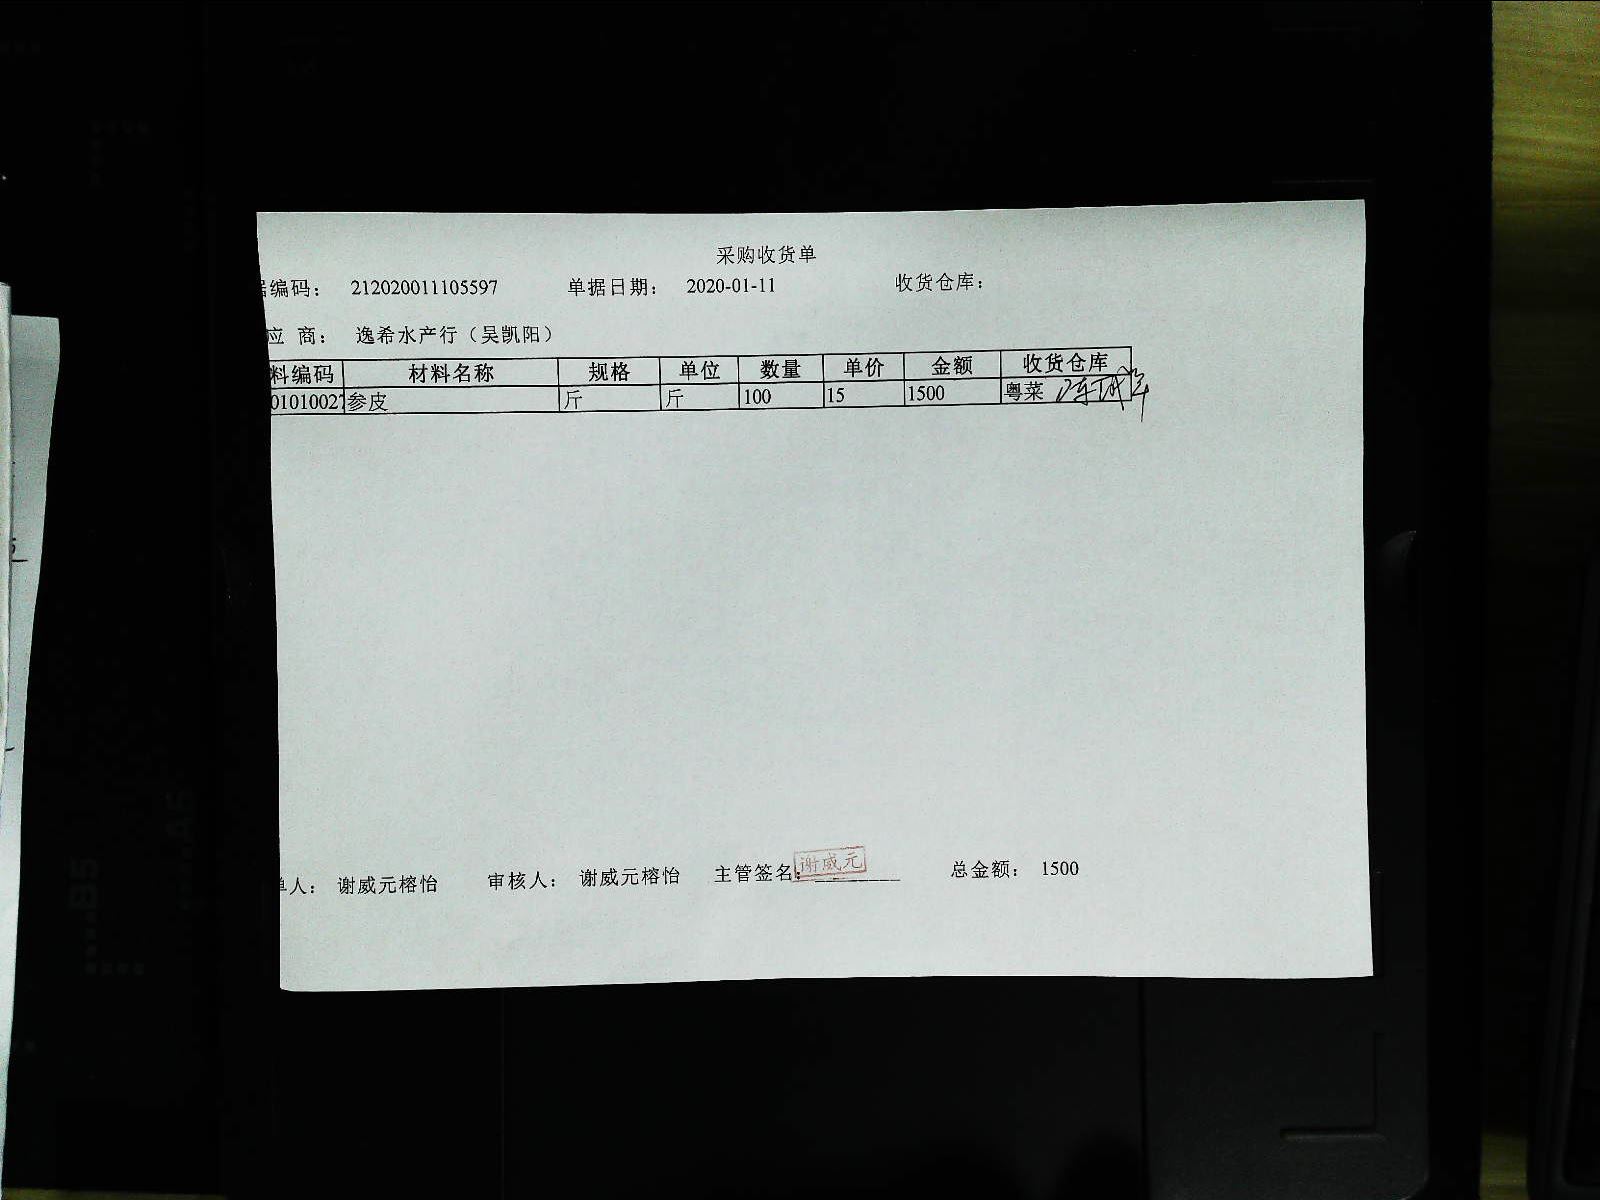 采购收货单
据编码： 212020011105597 单据日期： 2020-01-11 收货仓库：
应 商： 逸希水产行（吴凯阳）
料编码 材料名称 规格 单位 数量 单价 金额 收货仓库
01010027 参皮 斤 斤 100 15 1500 粤菜
单人： 谢威元榕怡 审核人： 谢威元榕怡 主管签名： 谢威元 总金额： 1500
B5
A5